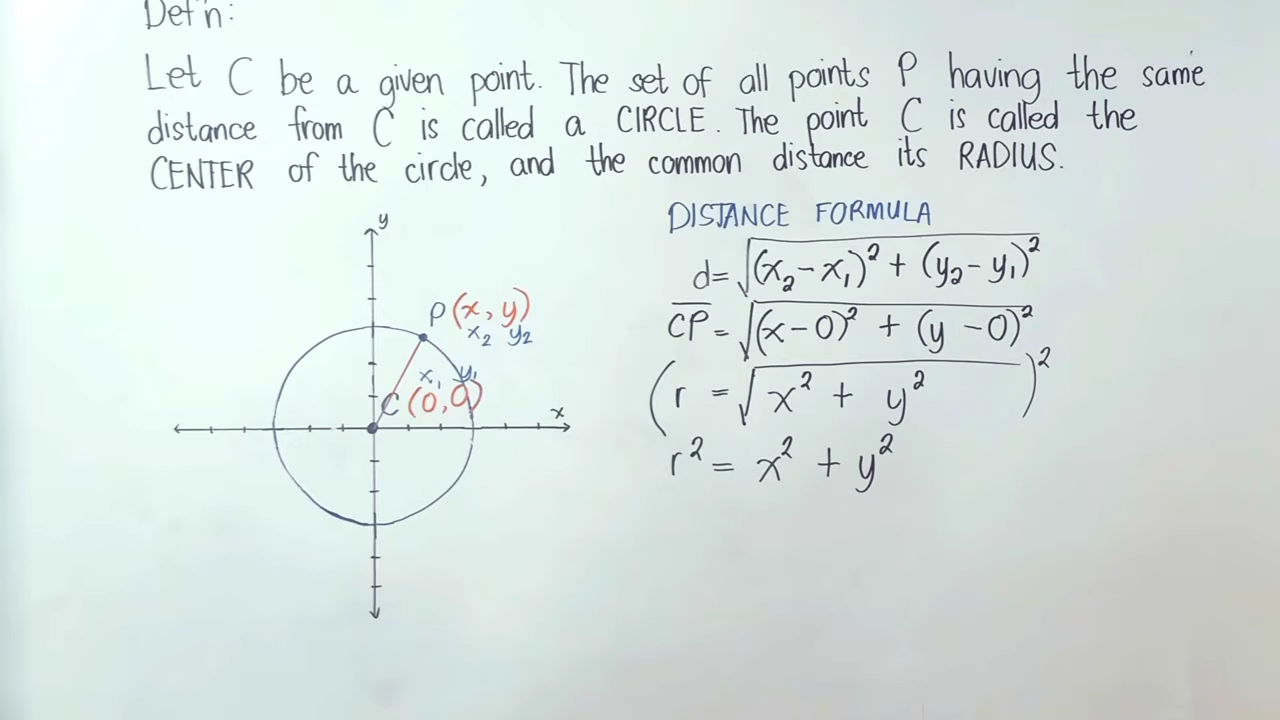 Def'n:
Let C be a given point. The set of all points P having the same
distance from C is called a CIRCLE. The point C is called the
CENTER of the circle, and the common distance its RADIUS.
DISTANCE FORMULA
d = √(x₂ - x₁)² + (y₂ - y₁)²
C̅P̅ = √(x - 0)² + (y - 0)²
(r = √x² + y²)²
r² = x² + y²
y
P (x, y)
x₂ y₂
x₁ y₁
C (0, 0)
x